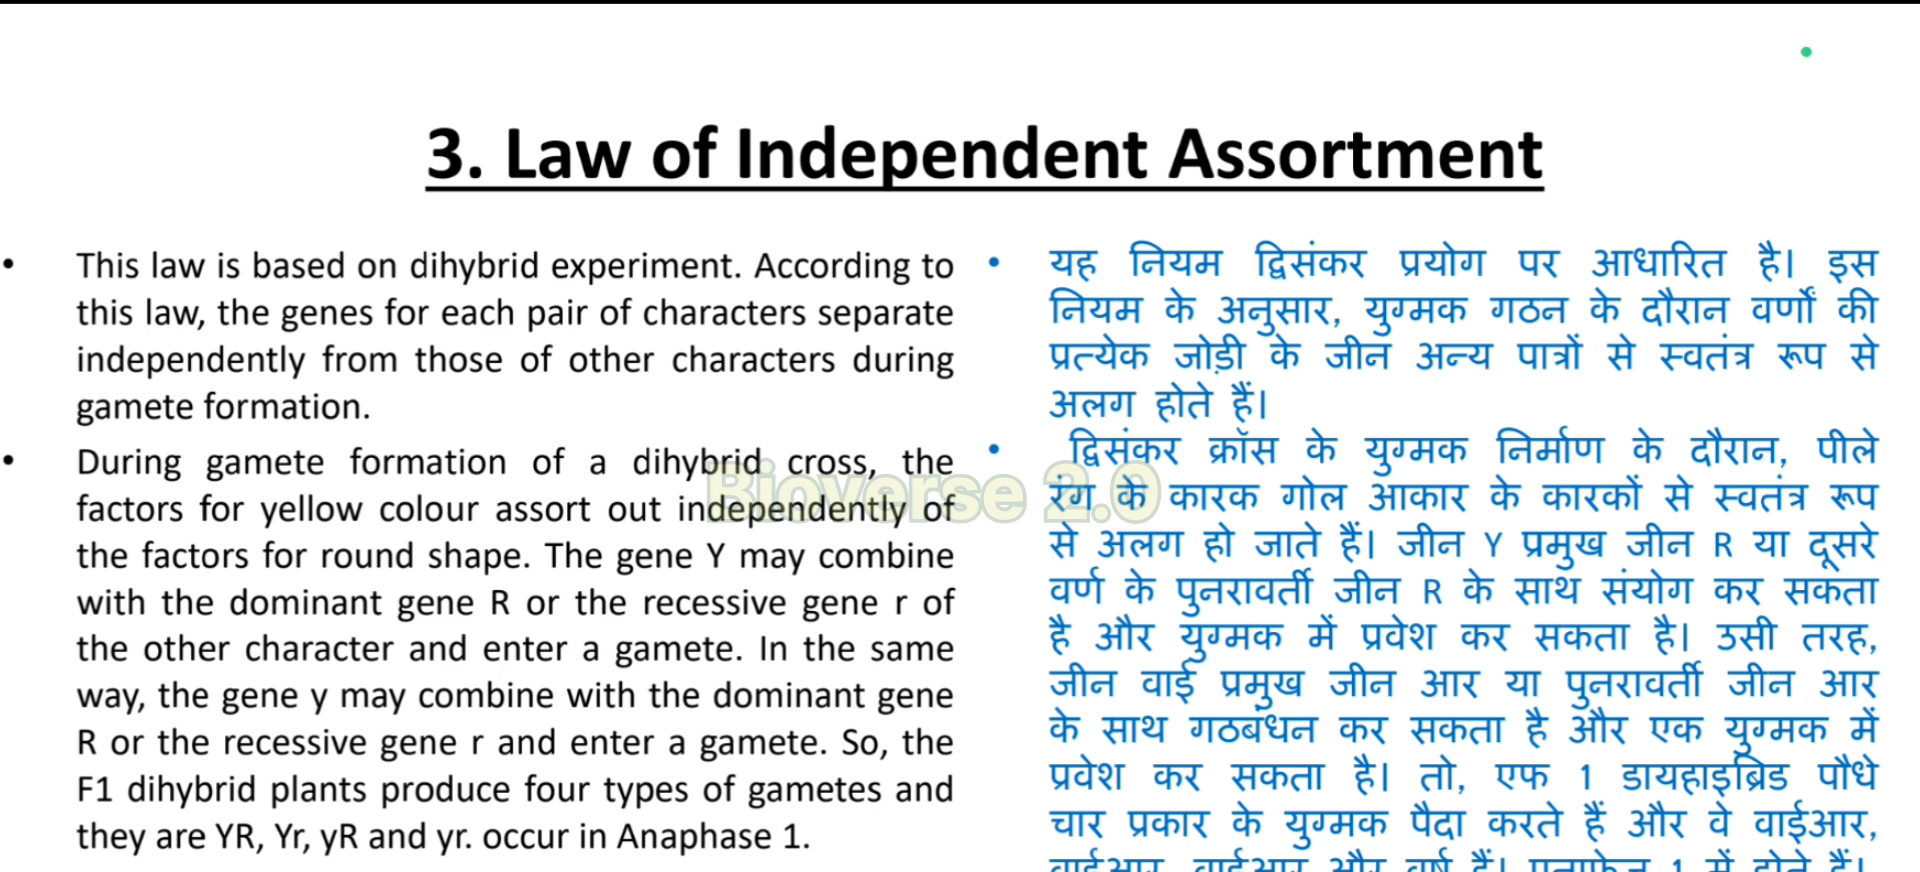 3. Law of Independent Assortment
• This law is based on dihybrid experiment. According to
this law, the genes for each pair of characters separate
independently from those of other characters during
gamete formation.
• During gamete formation of a dihybrid cross, the
factors for yellow colour assort out independently of
the factors for round shape. The gene Y may combine
with the dominant gene R or the recessive gene r of
the other character and enter a gamete. In the same
way, the gene y may combine with the dominant gene
R or the recessive gene r and enter a gamete. So, the
F1 dihybrid plants produce four types of gametes and
they are YR, Yr, yR and yr. occur in Anaphase 1.
• यह नियम द्विसंकर प्रयोग पर आधारित है। इस
नियम के अनुसार, युग्मक गठन के दौरान वर्णों की
प्रत्येक जोड़ी के जीन अन्य पात्रों से स्वतंत्र रूप से
अलग होते हैं।
• द्विसंकर क्रॉस के युग्मक निर्माण के दौरान, पीले
रंग के कारक गोल आकार के कारकों से स्वतंत्र रूप
से अलग हो जाते हैं। जीन Y प्रमुख जीन R या दूसरे
वर्ण के पुनरावर्ती जीन R के साथ संयोग कर सकता
है और युग्मक में प्रवेश कर सकता है। उसी तरह,
जीन वाई प्रमुख जीन आर या पुनरावर्ती जीन आर
के साथ गठबंधन कर सकता है और एक युग्मक में
प्रवेश कर सकता है। तो, एफ 1 डायहाइब्रिड पौधे
चार प्रकार के युग्मक पैदा करते हैं और वे वाईआर,
वाईआर, वाईआर और वर्ष हैं। एनाफेज 1 में होते हैं।
Bioverse 2.0